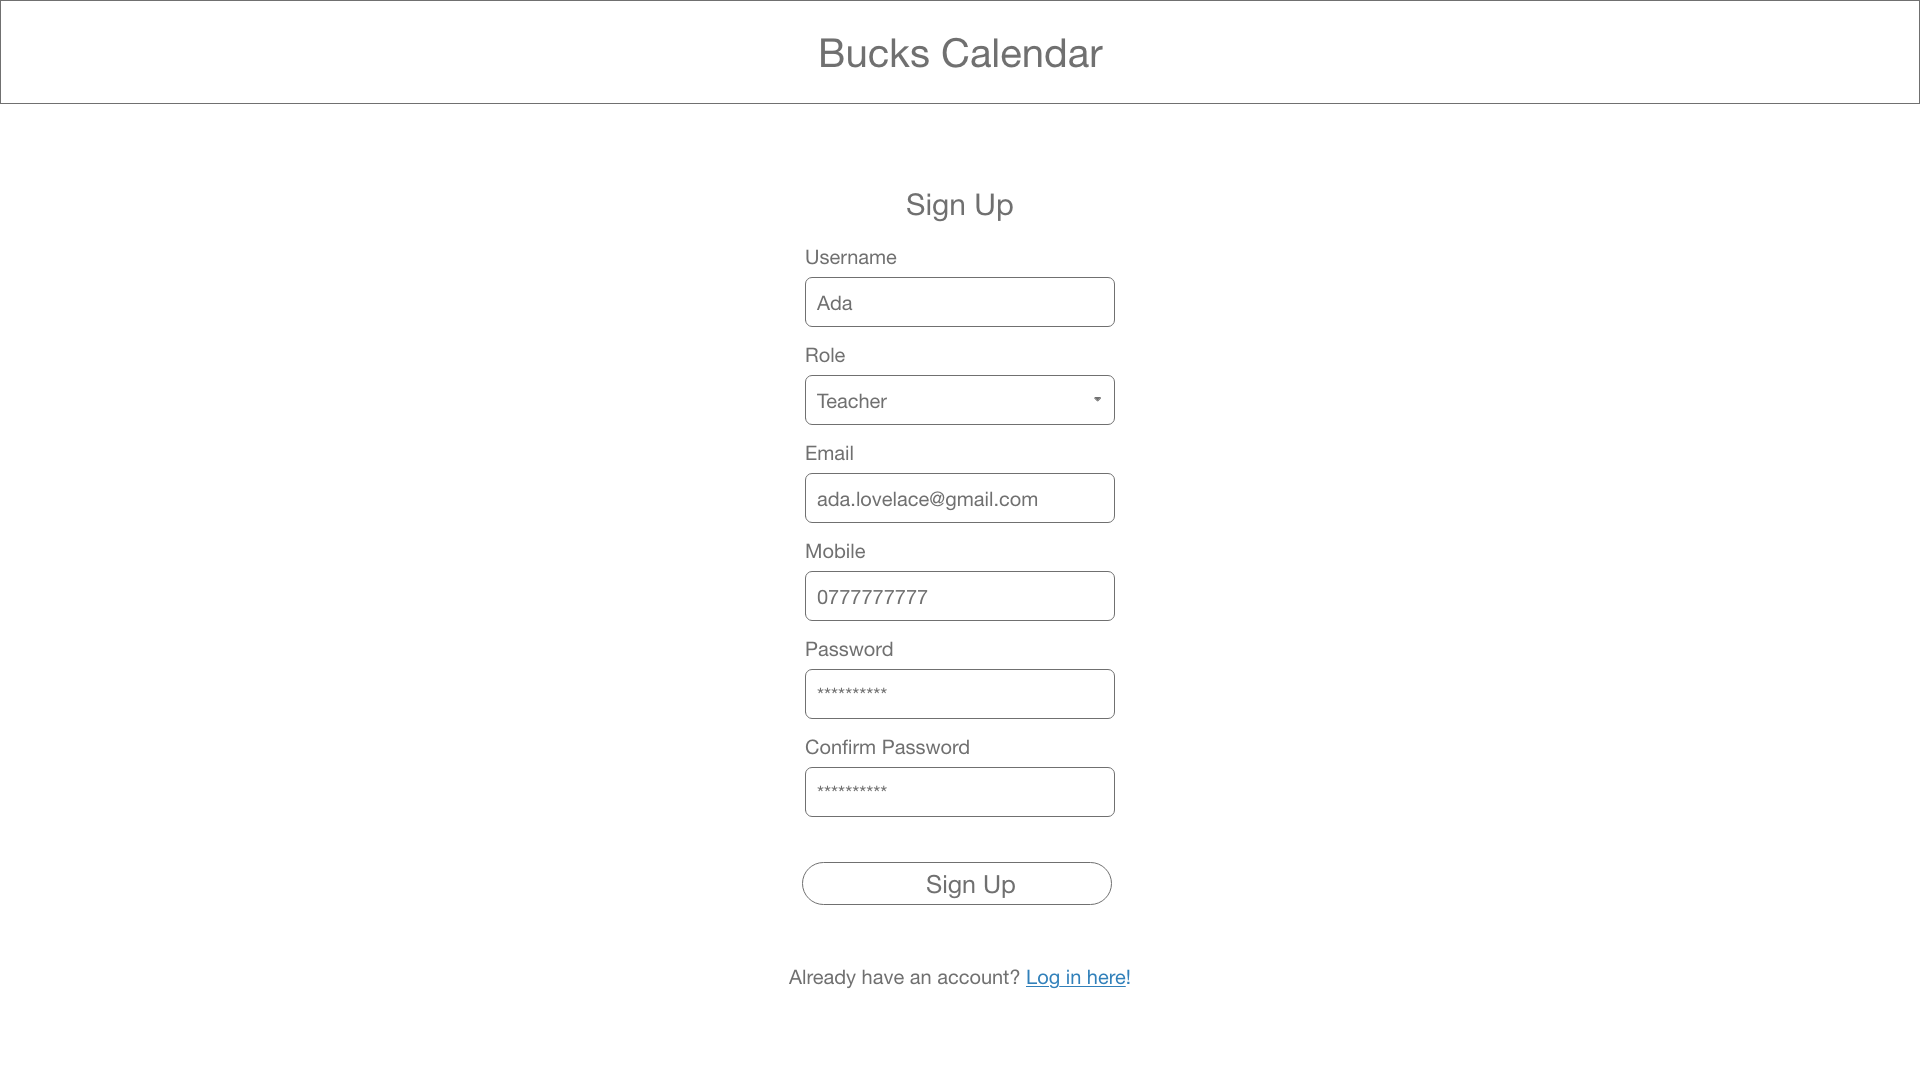 Bucks Calendar
Sign Up
Username
Ada
Role
Teacher
Email
ada.lovelace@gmail.com
Mobile
0777777777
Password
**********
Confirm Password
**********
Sign Up
Already have an account? Log in here!